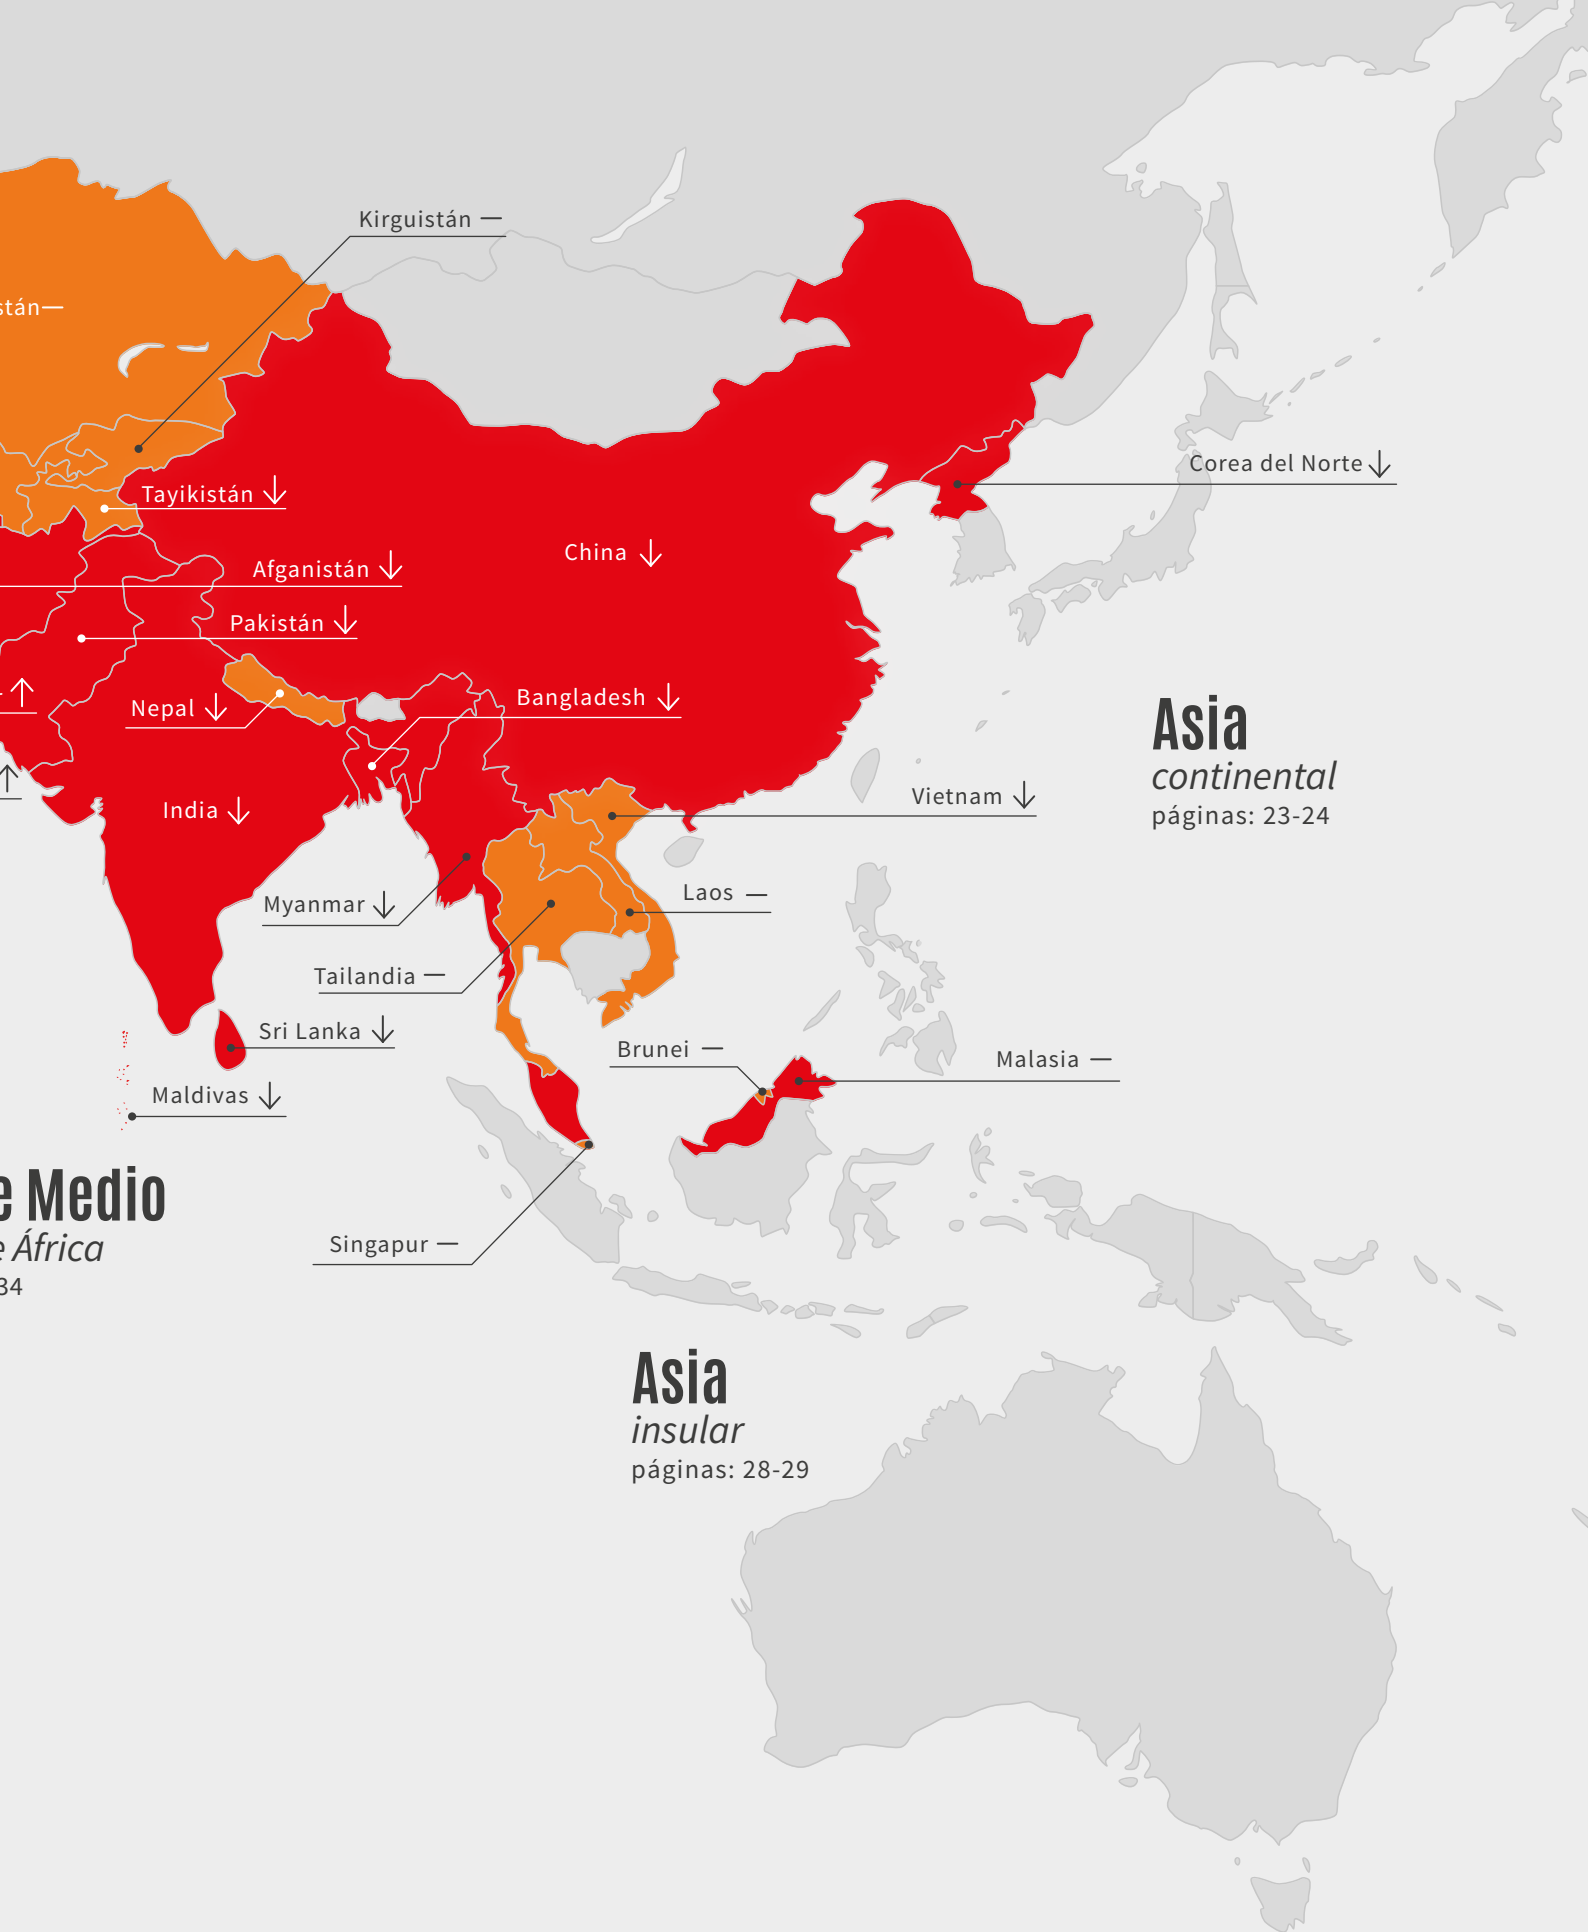 Kirguistán —
stán—
Corea del Norte ↓
Tayikistán ↓
China ↓
Afganistán ↓
Pakistán ↓
↑
Nepal ↓
Bangladesh ↓
Asia
continental
páginas: 23-24
↑
India ↓
Vietnam ↓
Myanmar ↓
Laos —
Tailandia —
Sri Lanka ↓
Brunei —
Malasia —
Maldivas ↓
e Medio
e África
34
Singapur —
Asia
insular
páginas: 28-29